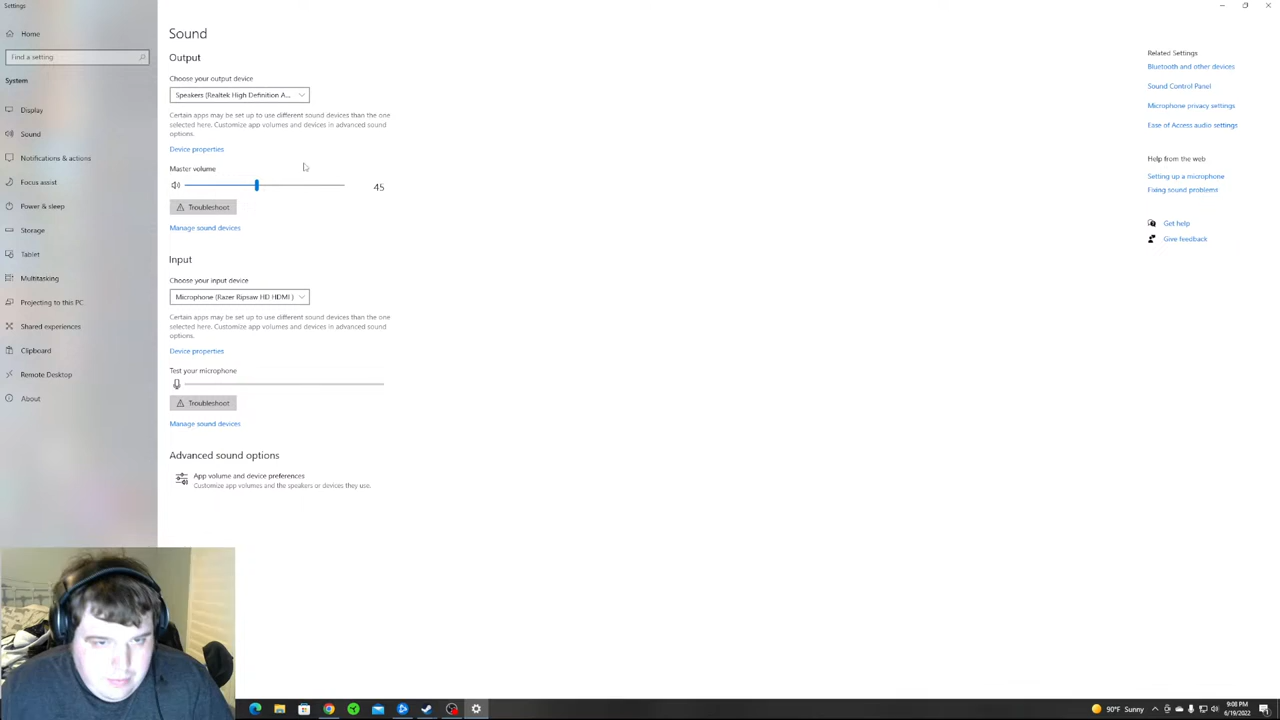 Settings
Home
Find a setting
System
Display
Sound
Notifications & actions
Focus assist
Power & sleep
Storage
Tablet
Multitasking
Projecting to this PC
Shared experiences
Clipboard
Remote Desktop
About
Sound
Output
Choose your output device
Speakers (Realtek High Definition A...
Certain apps may be set up to use different sound devices than the one
selected here. Customize app volumes and devices in advanced sound
options.
Device properties
Master volume
45
Troubleshoot
Manage sound devices
Input
Choose your input device
Microphone (Razer Ripsaw HD HDMI )
Certain apps may be set up to use different sound devices than the one
selected here. Customize app volumes and devices in advanced sound
options.
Device properties
Test your microphone
Troubleshoot
Manage sound devices
Advanced sound options
App volume and device preferences
Customize app volumes and the speakers or devices they use.
Related Settings
Bluetooth and other devices
Sound Control Panel
Microphone privacy settings
Ease of Access audio settings
Help from the web
Setting up a microphone
Fixing sound problems
Get help
Give feedback
90°F Sunny
9:08 PM
6/19/2022